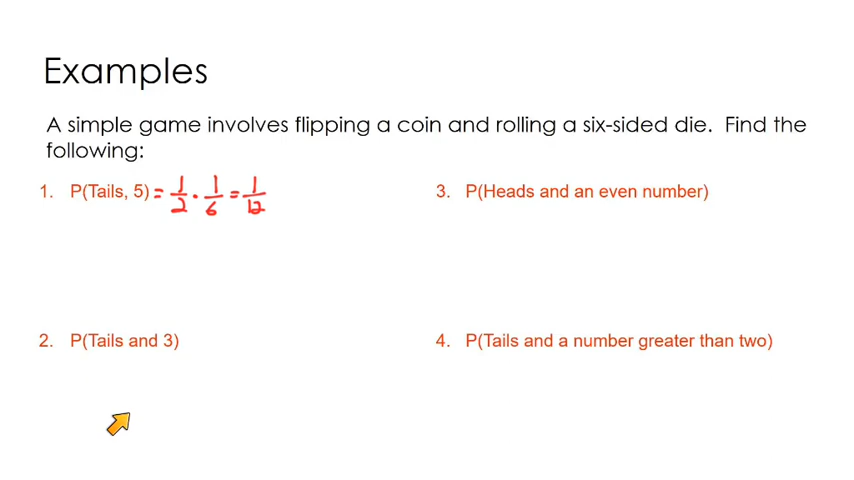 Examples
A simple game involves flipping a coin and rolling a six-sided die. Find the
following:
1. P(Tails, 5) = 1/2 · 1/6 = 1/12
2. P(Tails and 3)
3. P(Heads and an even number)
4. P(Tails and a number greater than two)